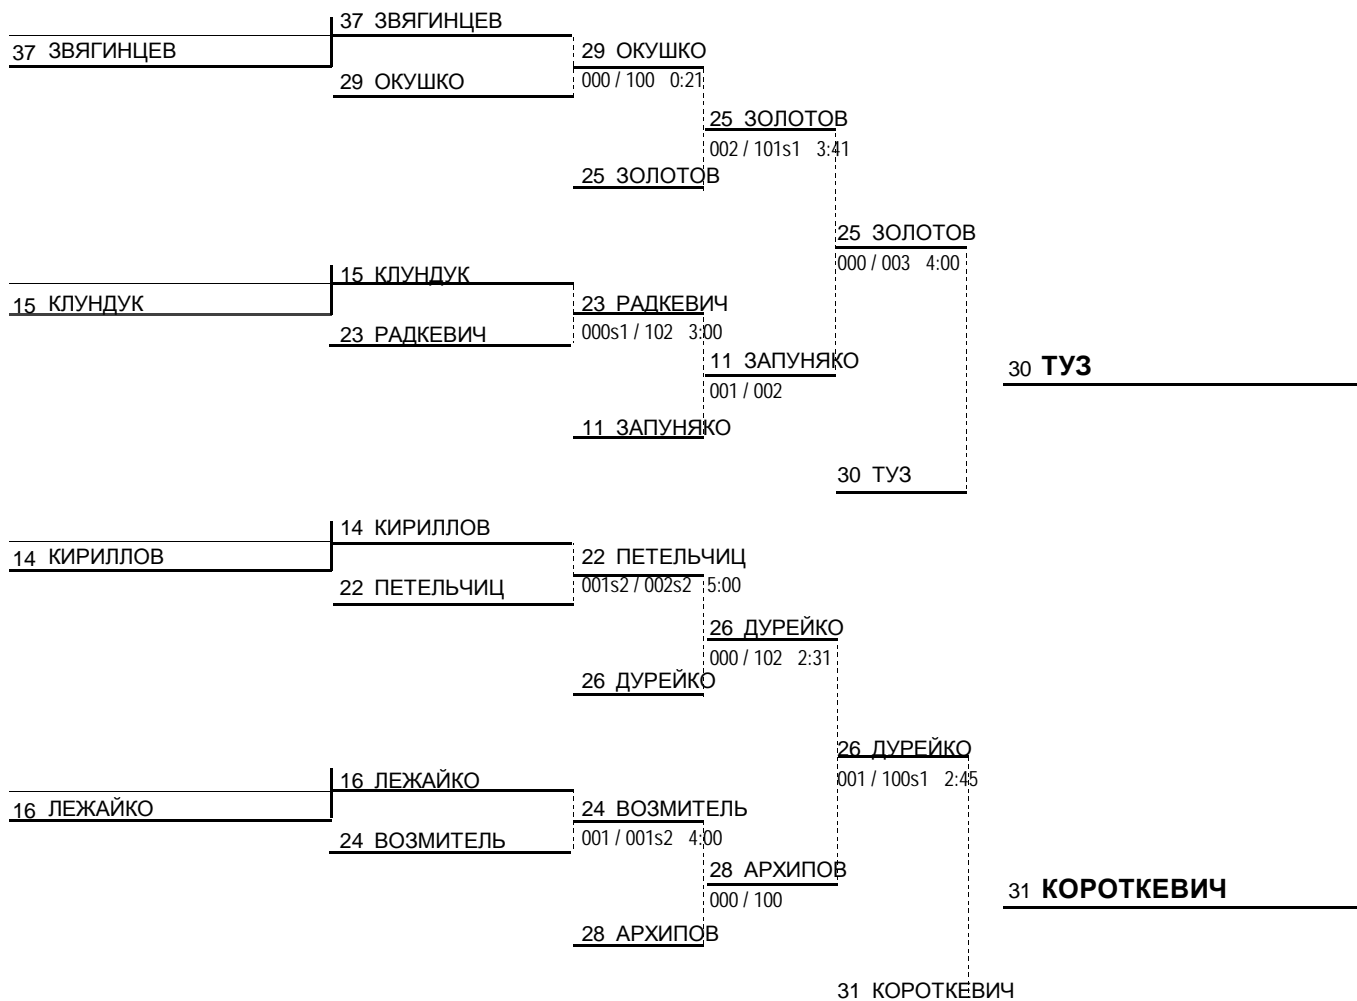 37 ЗВЯГИНЦЕВ
37 ЗВЯГИНЦЕВ
29 ОКУШКО
29 ОКУШКО
000 / 100 0:21
25 ЗОЛОТОВ
002 / 101s1 3:41
25 ЗОЛОТОВ
25 ЗОЛОТОВ
000 / 003 4:00
15 КЛУНДУК
15 КЛУНДУК
23 РАДКЕВИЧ
23 РАДКЕВИЧ
000s1 / 102 3:00
11 ЗАПУНЯКО
001 / 002
30 ТУЗ
11 ЗАПУНЯКО
30 ТУЗ
14 КИРИЛЛОВ
14 КИРИЛЛОВ
22 ПЕТЕЛЬЧИЦ
22 ПЕТЕЛЬЧИЦ
001s2 / 002s2 5:00
26 ДУРЕЙКО
000 / 102 2:31
26 ДУРЕЙКО
26 ДУРЕЙКО
001 / 100s1 2:45
16 ЛЕЖАЙКО
16 ЛЕЖАЙКО
24 ВОЗМИТЕЛЬ
24 ВОЗМИТЕЛЬ
001 / 001s2 4:00
28 АРХИПОВ
000 / 100
31 КОРОТКЕВИЧ
28 АРХИПОВ
31 КОРОТКЕВИЧ